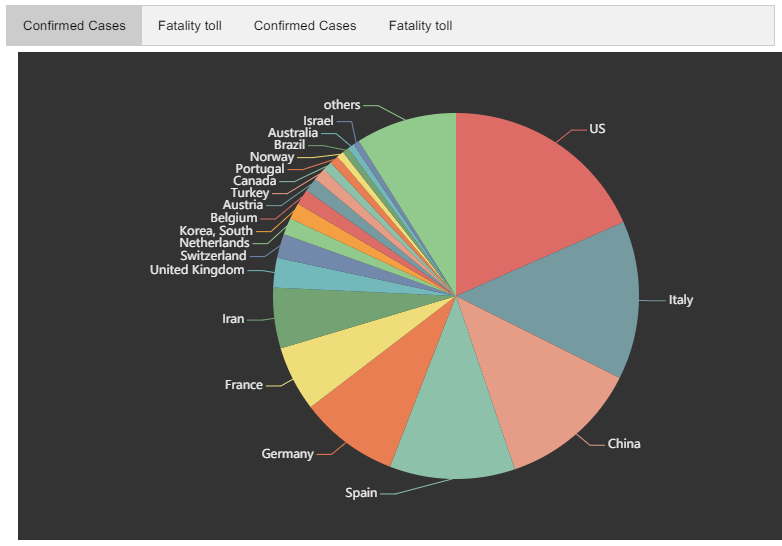 Confirmed Cases Fatality toll Confirmed Cases Fatality toll
others
Israel
Australia
Brazil
Norway
Portugal
Canada
Turkey
Austria
Belgium
Korea, South
Netherlands
Switzerland
United Kingdom
Iran
France
Germany
Spain
US
Italy
China